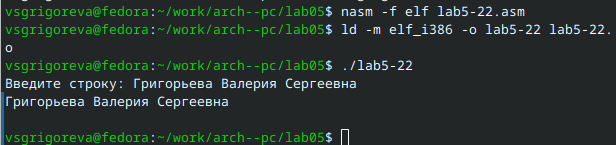 vsgrigoreva@fedora:~/work/arch--pc/lab05$ nasm -f elf lab5-22.asm
vsgrigoreva@fedora:~/work/arch--pc/lab05$ ld -m elf_i386 -o lab5-22 lab5-22.
o
vsgrigoreva@fedora:~/work/arch--pc/lab05$ ./lab5-22
Введите строку: Григорьева Валерия Сергеевна
Григорьева Валерия Сергеевна
vsgrigoreva@fedora:~/work/arch--pc/lab05$